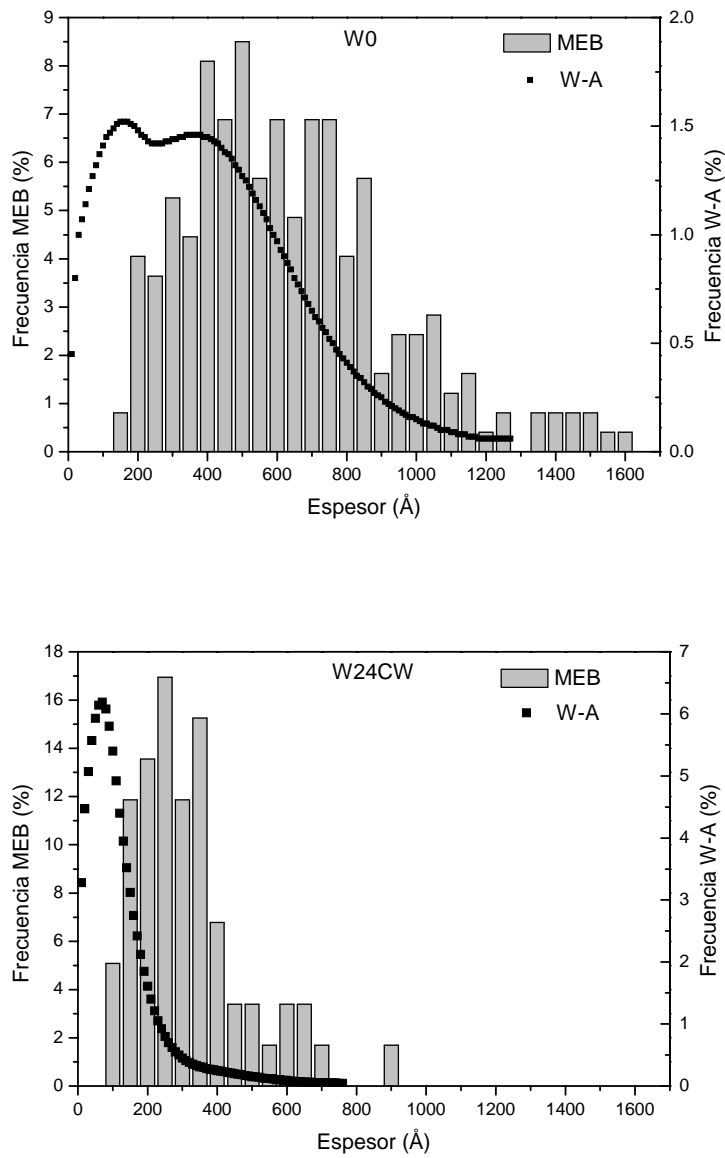 W0
MEB
W-A
Frecuencia MEB (%)
9
8
7
6
5
4
3
2
1
0
2.0
1.5
1.0
0.5
0.0
Frecuencia W-A (%)
0 200 400 600 800 1000 1200 1400 1600
Espesor (Å)
W24CW
MEB
W-A
Frecuencia MEB (%)
18
16
14
12
10
8
6
4
2
0
7
6
5
4
3
2
1
0
Frecuencia W-A (%)
0 200 400 600 800 1000 1200 1400 1600
Espesor (Å)